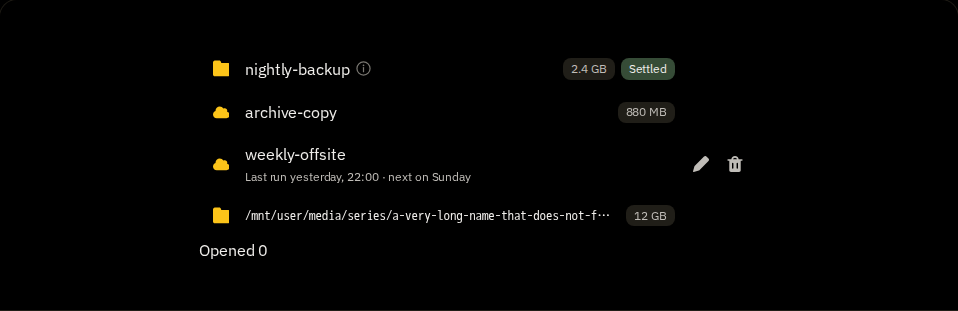 nightly-backup 2.4 GB Settled
archive-copy 880 MB
weekly-offsite
Last run yesterday, 22:00 · next on Sunday
/mnt/user/media/series/a-very-long-name-that-does-not-f… 12 GB
Opened 0